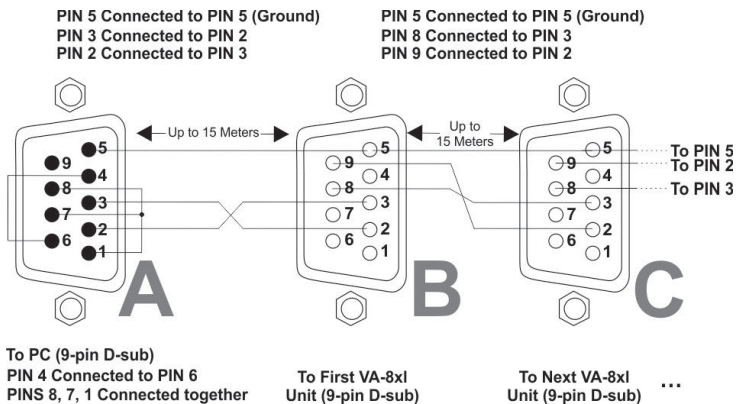 PIN 5 Connected to PIN 5 (Ground)
PIN 3 Connected to PIN 2
PIN 2 Connected to PIN 3
PIN 5 Connected to PIN 5 (Ground)
PIN 8 Connected to PIN 3
PIN 9 Connected to PIN 2
Up to 15 Meters
Up to
15 Meters
5
9
4
8
3
7
2
6
1
A
5
9
4
8
3
7
2
6
1
B
5
9
4
8
3
7
2
6
1
C
To PIN 5
To PIN 2
To PIN 3
To PC (9-pin D-sub)
PIN 4 Connected to PIN 6
PINS 8, 7, 1 Connected together
To First VA-8xl
Unit (9-pin D-sub)
To Next VA-8xl
Unit (9-pin D-sub)
...